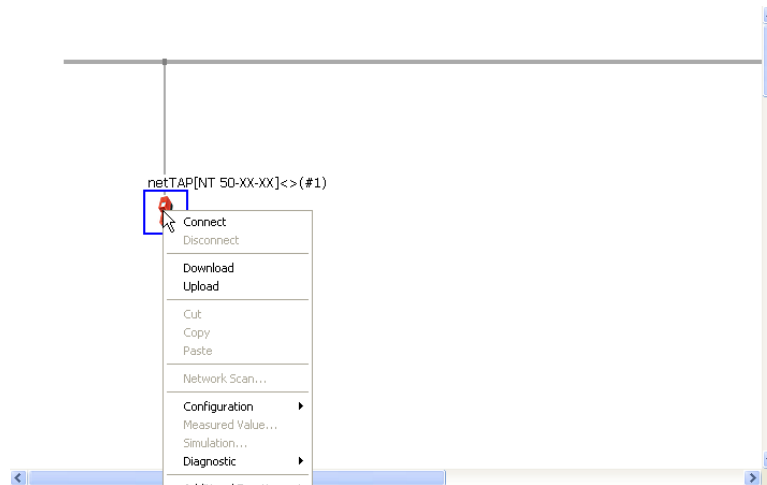 netTAP[NT 50-XX-XX]<>(#1)
Connect
Disconnect
Download
Upload
Cut
Copy
Paste
Network Scan...
Configuration
Measured Value...
Simulation...
Diagnostic